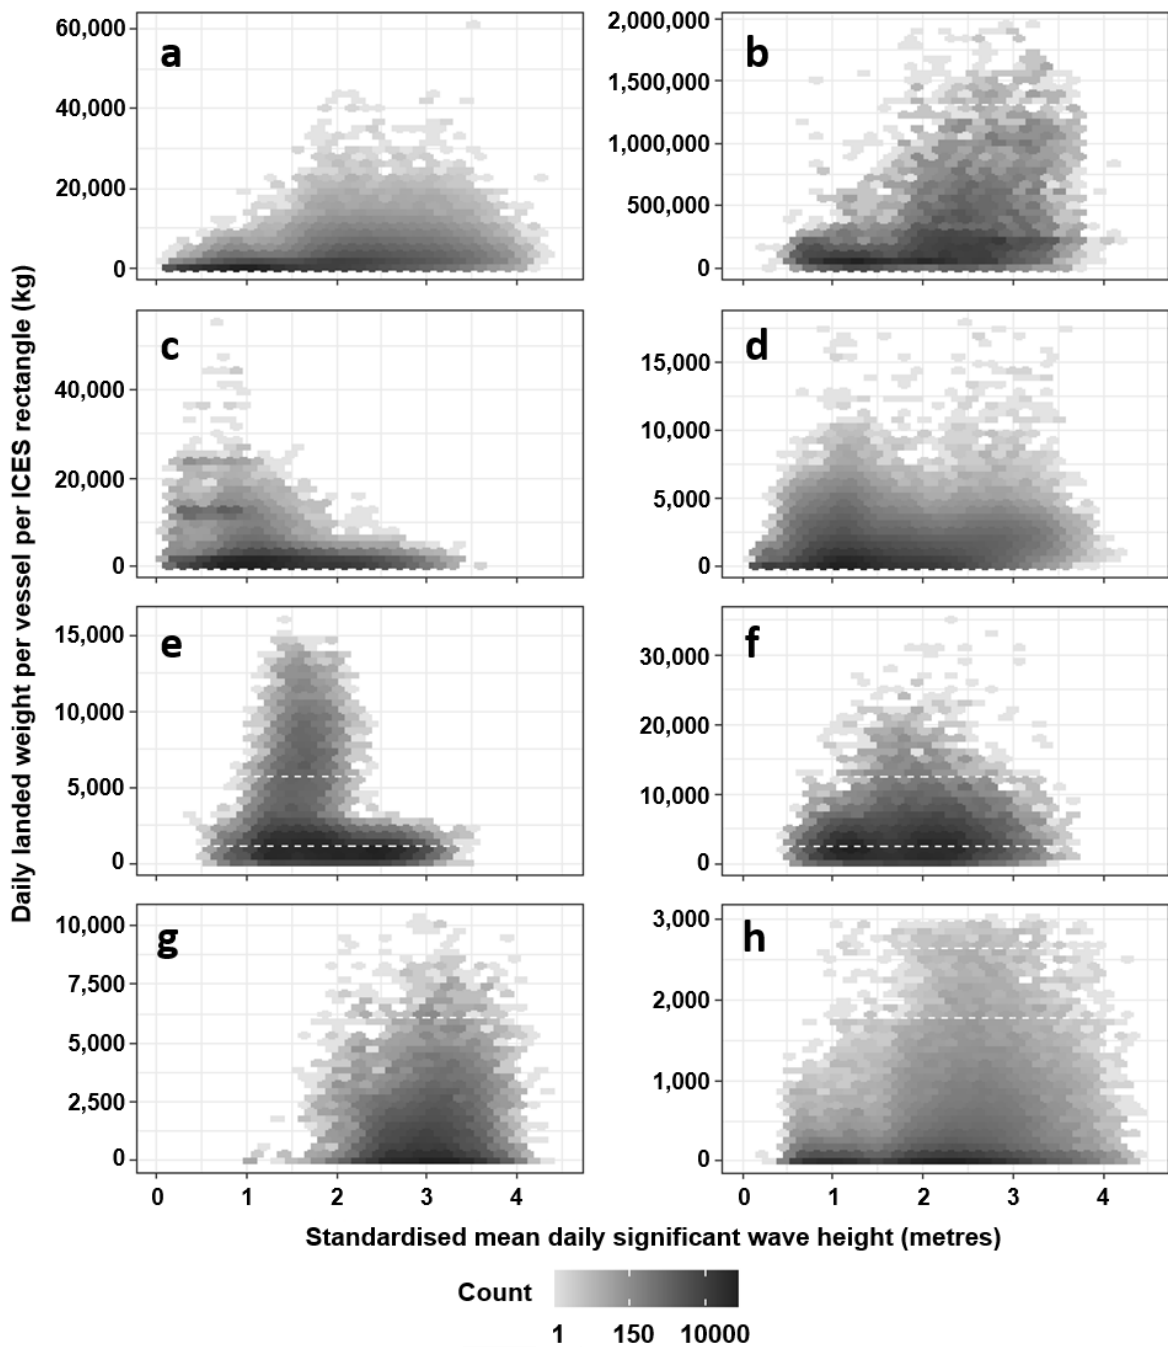 60,000
40,000
20,000
0
a
2,000,000
1,500,000
1,000,000
500,000
0
b
40,000
20,000
0
c
15,000
10,000
5,000
0
d
15,000
10,000
5,000
0
e
30,000
20,000
10,000
0
f
10,000
7,500
5,000
2,500
0
g
3,000
2,000
1,000
0
h
0 1 2 3 4
0 1 2 3 4
Daily landed weight per vessel per ICES rectangle (kg)
Standardised mean daily significant wave height (metres)
Count
1 150 10000